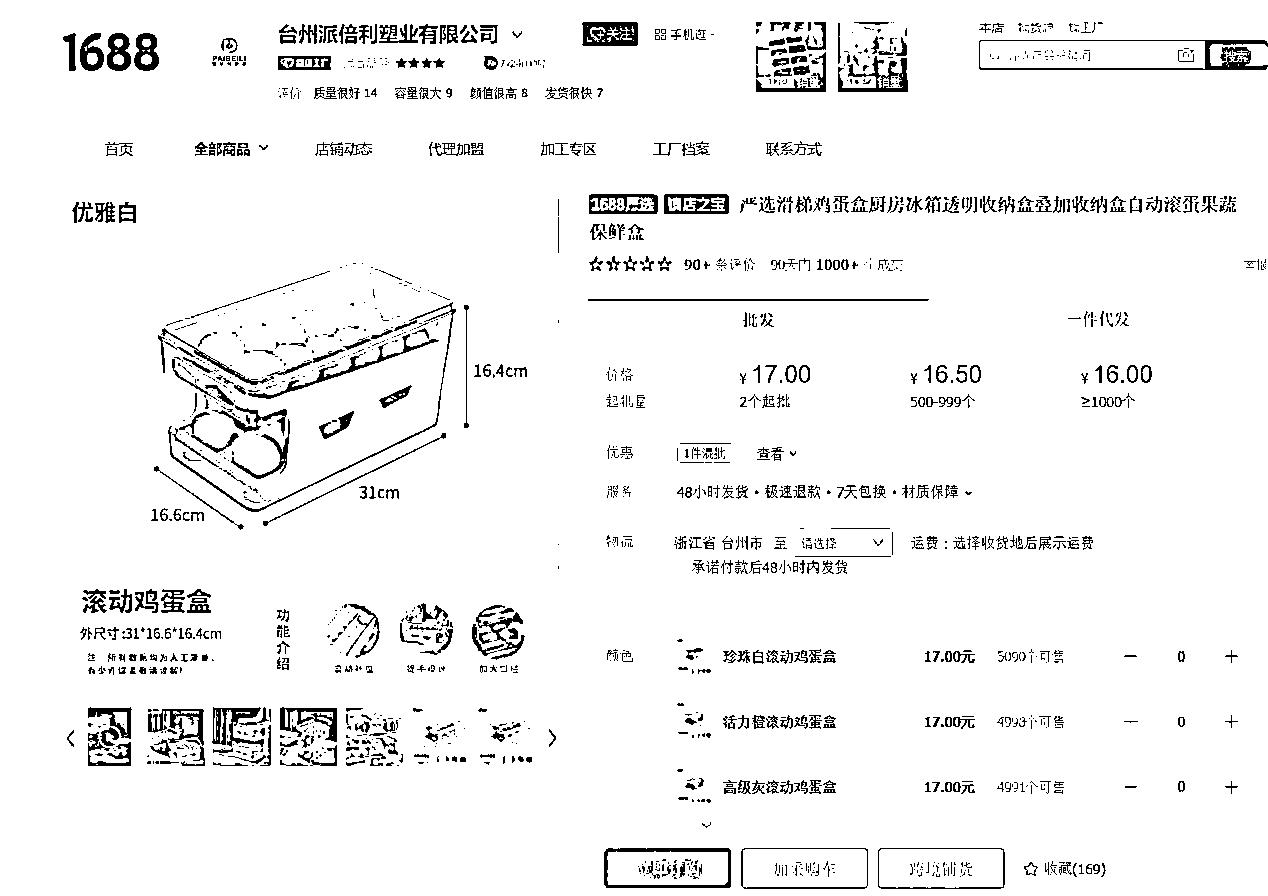 1688
PAIBEILI
台州派倍利塑业有限公司
关注
手机逛
评价 质量很好 14 容量很大 9 颜值很高 8 发货很快 7
本店
搜索
首页 全部商品 店铺动态 代理加盟 加工专区 工厂档案 联系方式
优雅白
16.4cm
31cm
16.6cm
滚动鸡蛋盒
外尺寸:31*16.6*16.4cm
功能介绍
1688严选 镇店之宝 严选滑梯鸡蛋盒厨房冰箱透明收纳盒叠加收纳盒自动滚蛋果蔬
保鲜盒
90+ 条评价 90天内 1000+ 个成交
批发 一件代发
价格 ¥17.00 ¥16.50 ¥16.00
起批量 2个起批 500-999个 ≥1000个
优惠 1件混批 查看
服务 48小时发货 · 极速退款 · 7天包换 · 材质保障
物流 浙江省 台州市 至 请选择 运费：选择收货地后展示运费
承诺付款后48小时内发货
颜色 珍珠白滚动鸡蛋盒 17.00元 5090个可售 — 0 +
活力橙滚动鸡蛋盒 17.00元 4993个可售 — 0 +
高级灰滚动鸡蛋盒 17.00元 4991个可售 — 0 +
立即订购 加采购车 跨境铺货 收藏(169)